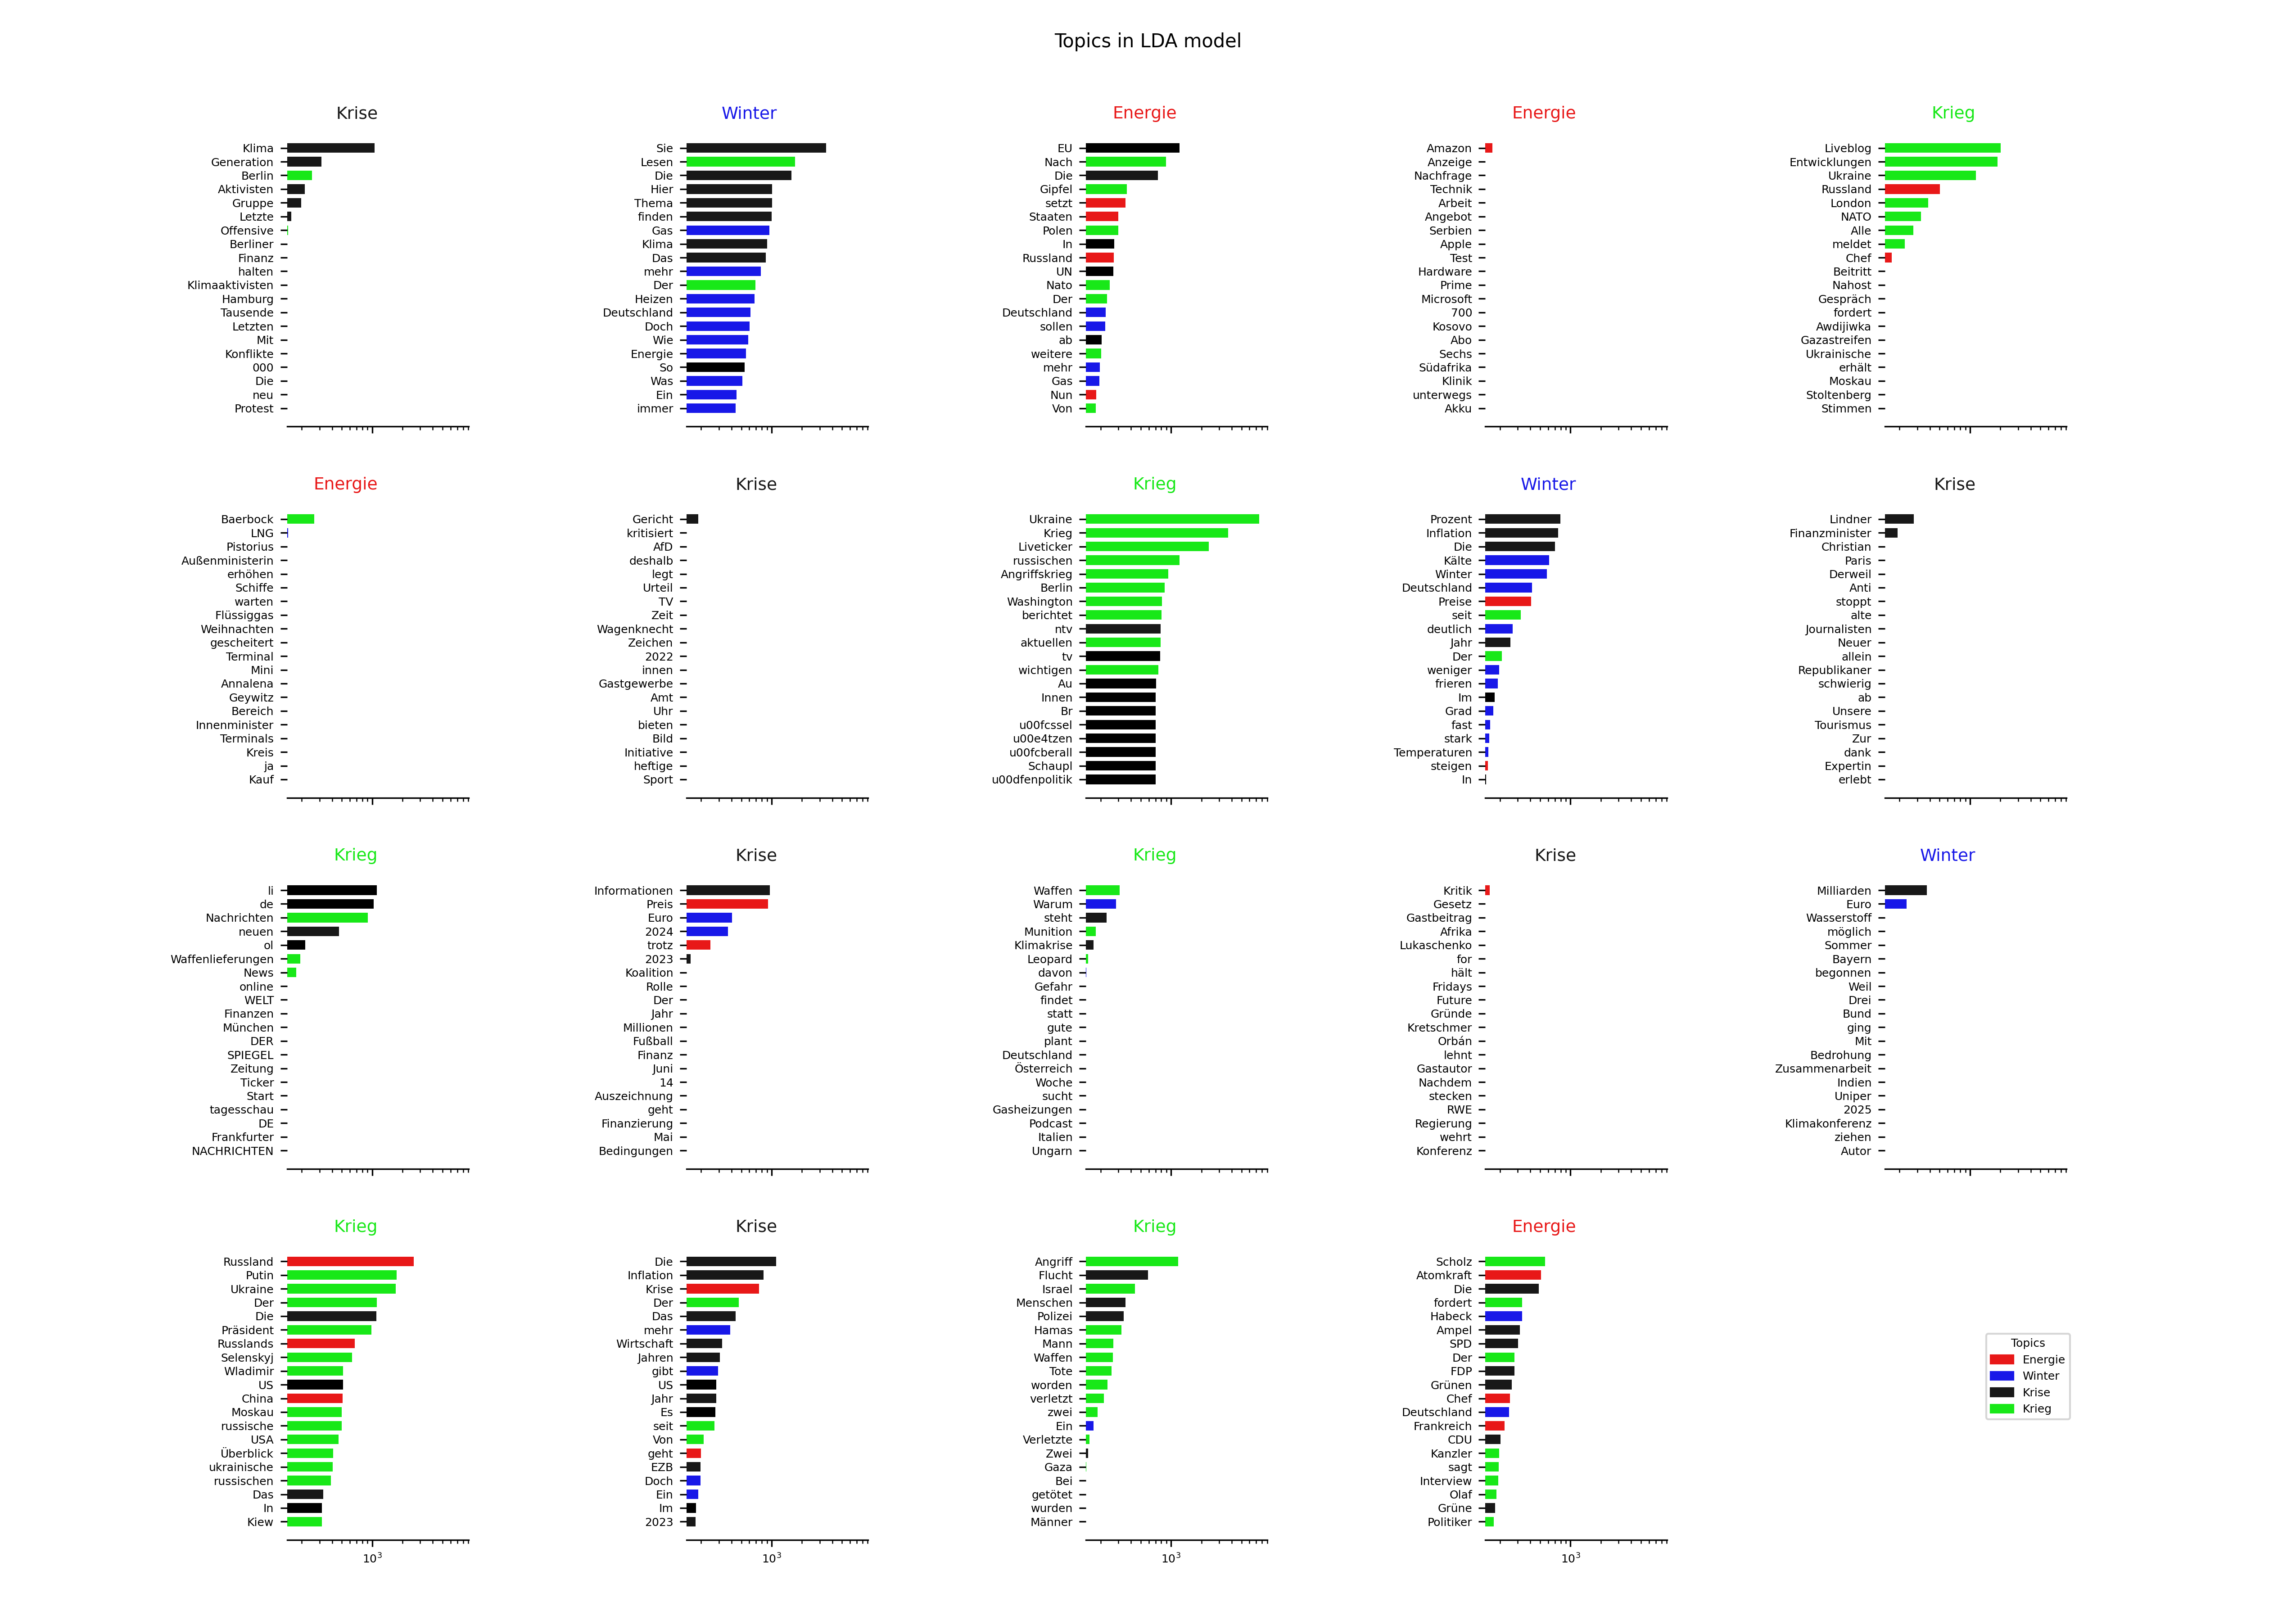 Topics in LDA model
Krise
Klima
Generation
Berlin
Aktivisten
Gruppe
Letzte
Offensive
Berliner
Finanz
halten
Klimaaktivisten
Hamburg
Tausende
Letzten
Mit
Konflikte
000
Die
neu
Protest
Winter
Sie
Lesen
Die
Hier
Thema
finden
Gas
Klima
Das
mehr
Der
Heizen
Deutschland
Doch
Wie
Energie
So
Was
Ein
immer
Energie
EU
Nach
Die
Gipfel
setzt
Staaten
Polen
In
Russland
UN
Nato
Der
Deutschland
sollen
ab
weitere
mehr
Gas
Nun
Von
Energie
Amazon
Anzeige
Nachfrage
Technik
Arbeit
Angebot
Serbien
Apple
Test
Hardware
Prime
Microsoft
700
Kosovo
Abo
Sechs
Südafrika
Klinik
unterwegs
Akku
Krieg
Liveblog
Entwicklungen
Ukraine
Russland
London
NATO
Alle
meldet
Chef
Beitritt
Nahost
Gespräch
fordert
Awdijiwka
Gazastreifen
Ukrainische
erhält
Moskau
Stoltenberg
Stimmen
Energie
Baerbock
LNG
Pistorius
Außenministerin
erhöhen
Schiffe
warten
Flüssiggas
Weihnachten
gescheitert
Terminal
Mini
Annalena
Geywitz
Bereich
Innenminister
Terminals
Kreis
ja
Kauf
Krise
Gericht
kritisiert
AfD
deshalb
legt
Urteil
TV
Zeit
Wagenknecht
Zeichen
2022
innen
Gastgewerbe
Amt
Uhr
bieten
Bild
Initiative
heftige
Sport
Krieg
Ukraine
Krieg
Liveticker
russischen
Angriffskrieg
Berlin
Washington
berichtet
ntv
aktuellen
tv
wichtigen
Au
Innen
Br
u00fcssel
u00e4tzen
u00fcberall
Schaupl
u00dfenpolitik
Winter
Prozent
Inflation
Die
Kälte
Winter
Deutschland
Preise
seit
deutlich
Jahr
Der
weniger
frieren
Im
Grad
fast
stark
Temperaturen
steigen
In
Krise
Lindner
Finanzminister
Christian
Paris
Derweil
Anti
stoppt
alte
Journalisten
Neuer
allein
Republikaner
schwierig
ab
Unsere
Tourismus
Zur
dank
Expertin
erlebt
Krieg
li
de
Nachrichten
neuen
ol
Waffenlieferungen
News
online
WELT
Finanzen
München
DER
SPIEGEL
Zeitung
Ticker
Start
tagesschau
DE
Frankfurter
NACHRICHTEN
Krise
Informationen
Preis
Euro
2024
trotz
2023
Koalition
Rolle
Der
Jahr
Millionen
Fußball
Finanz
Juni
14
Auszeichnung
geht
Finanzierung
Mai
Bedingungen
Krieg
Waffen
Warum
steht
Munition
Klimakrise
Leopard
davon
Gefahr
findet
statt
gute
plant
Deutschland
Österreich
Woche
sucht
Gasheizungen
Podcast
Italien
Ungarn
Krise
Kritik
Gesetz
Gastbeitrag
Afrika
Lukaschenko
for
hält
Fridays
Future
Gründe
Kretschmer
Orbán
lehnt
Gastautor
Nachdem
stecken
RWE
Regierung
wehrt
Konferenz
Winter
Milliarden
Euro
Wasserstoff
möglich
Sommer
Bayern
begonnen
Weil
Drei
Bund
ging
Mit
Bedrohung
Zusammenarbeit
Indien
Uniper
2025
Klimakonferenz
ziehen
Autor
Krieg
Russland
Putin
Ukraine
Der
Die
Präsident
Russlands
Selenskyj
Wladimir
US
China
Moskau
russische
USA
Überblick
ukrainische
russischen
Das
In
Kiew
10³
Krise
Die
Inflation
Krise
Der
Das
mehr
Wirtschaft
Jahren
gibt
US
Jahr
Es
seit
Von
geht
EZB
Doch
Ein
Im
2023
10³
Krieg
Angriff
Flucht
Israel
Menschen
Polizei
Hamas
Mann
Waffen
Tote
worden
verletzt
zwei
Ein
Verletzte
Zwei
Gaza
Bei
getötet
wurden
Männer
10³
Energie
Scholz
Atomkraft
Die
fordert
Habeck
Ampel
SPD
Der
FDP
Grünen
Chef
Deutschland
Frankreich
CDU
Kanzler
sagt
Interview
Olaf
Grüne
Politiker
10³
Topics
Energie
Winter
Krise
Krieg